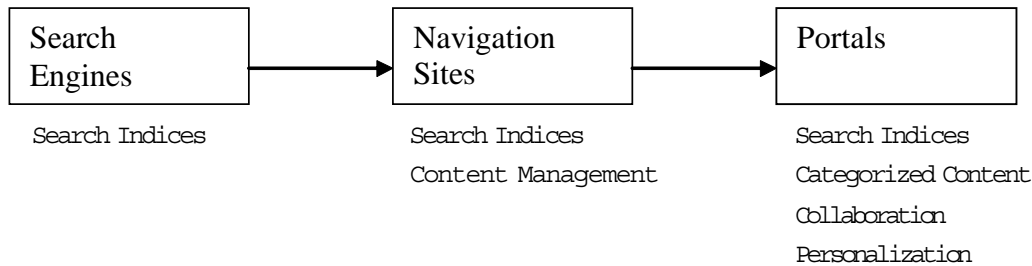 Search
Engines
Search Indices
Navigation
Sites
Search Indices
Content Management
Portals
Search Indices
Categorized Content
Collaboration
Personalization